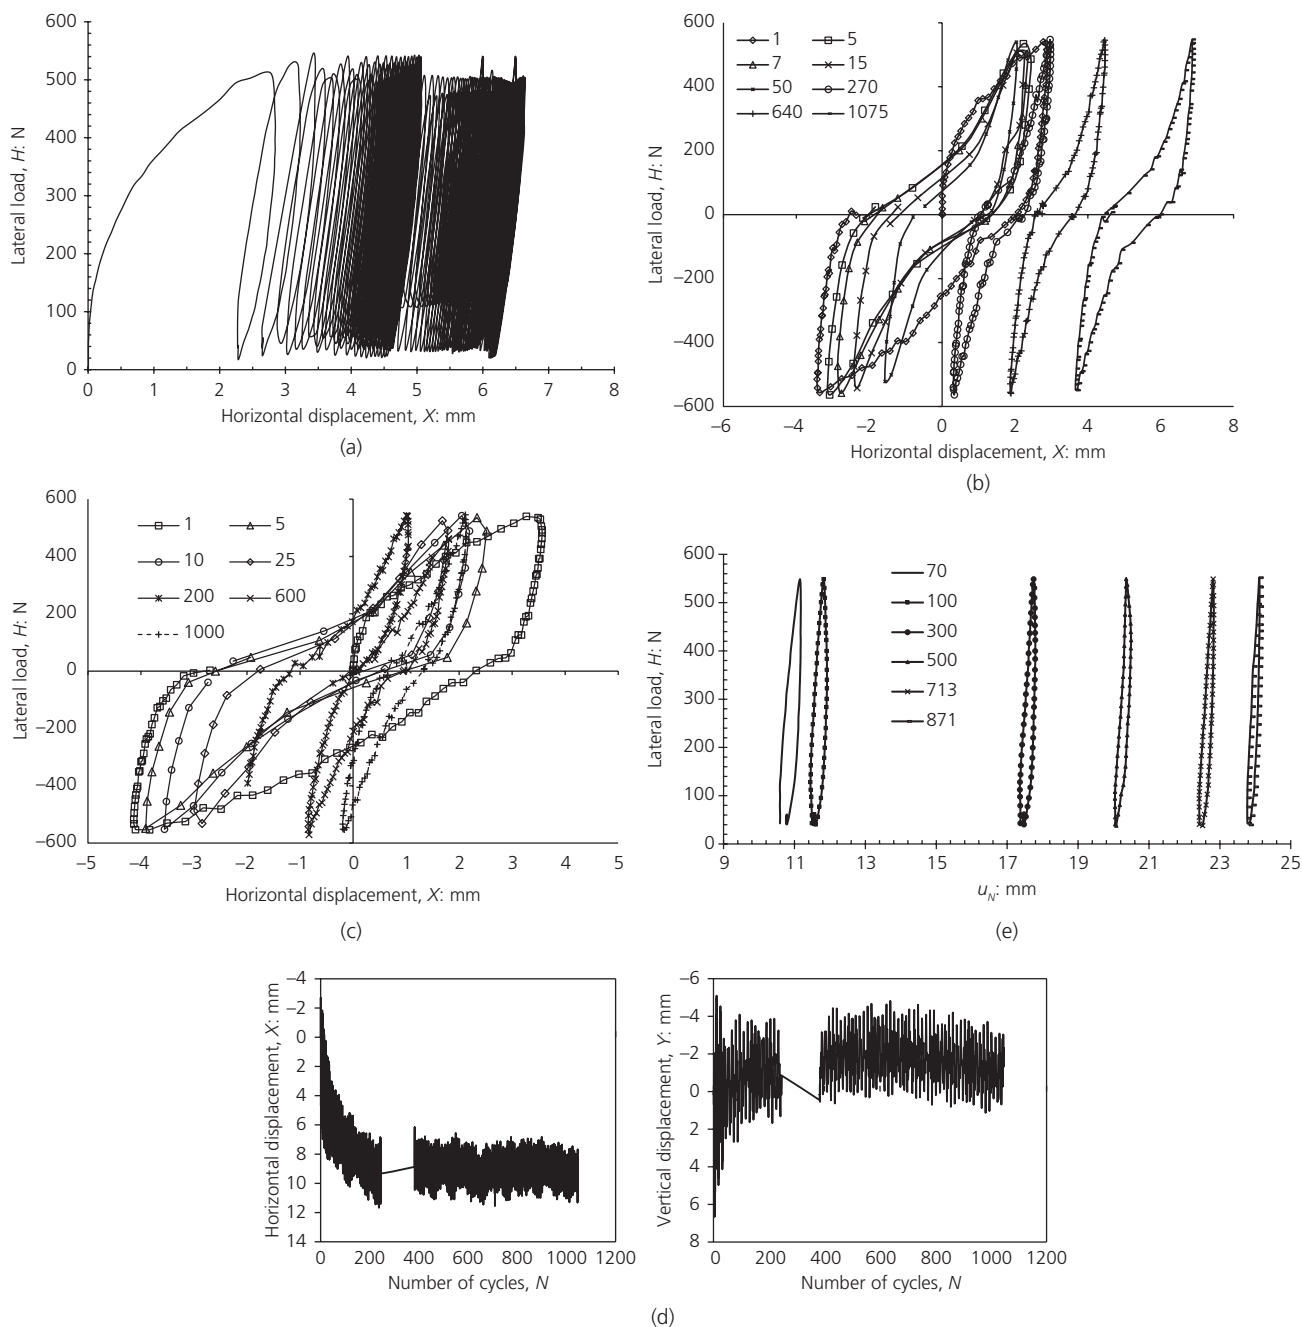 600
500
400
300
200
100
0
Lateral load, H: N
0 1 2 3 4 5 6 7 8
Horizontal displacement, X: mm
(a)
600
400
200
0
−200
−400
−600
Lateral load, H: N
1 5
7 15
50 270
640 1075
−6 −4 −2 0 2 4 6 8
Horizontal displacement, X: mm
(b)
600
400
200
0
−200
−400
−600
Lateral load, H: N
1 5
10 25
200 600
1000
−5 −4 −3 −2 −1 0 1 2 3 4 5
Horizontal displacement, X: mm
(c)
600
500
400
300
200
100
0
Lateral load, H: N
70
100
300
500
713
871
9 11 13 15 17 19 21 23 25
uN: mm
(e)
−4
−2
0
2
4
6
8
10
12
14
Horizontal displacement, X: mm
0 200 400 600 800 1000 1200
Number of cycles, N
−6
−4
−2
0
2
4
6
8
Vertical displacement, Y: mm
0 200 400 600 800 1000 1200
Number of cycles, N
(d)